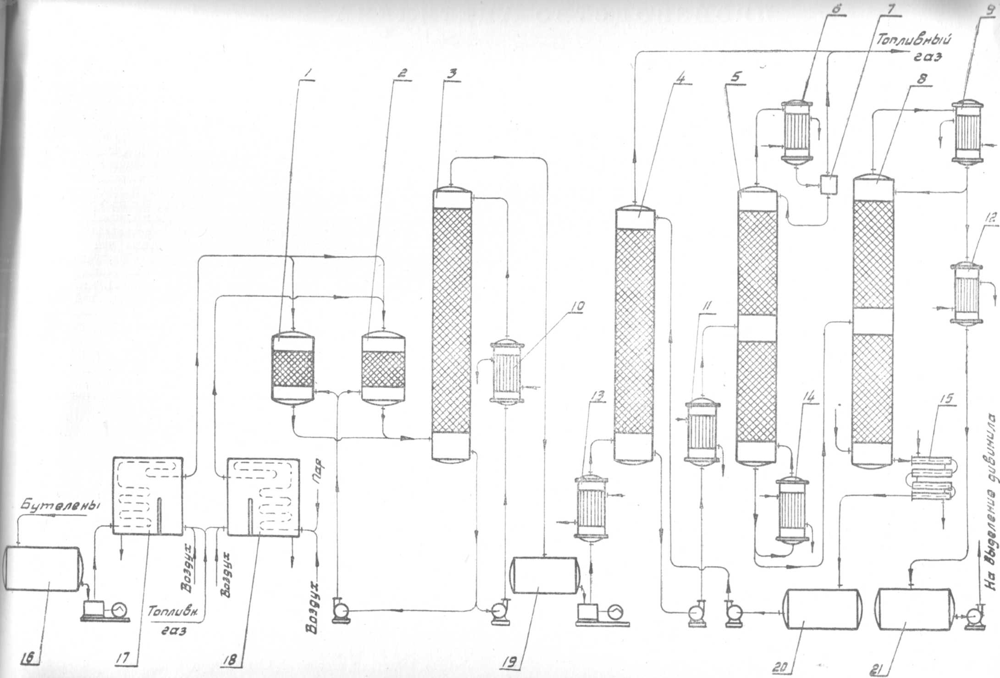 6
7
9
Топливный
газ
1
2
3
4
5
8
12
10
11
13
14
15
Пар
Бутелены
Воздух
Воздух
Топливн.
газ
Воздух
На выделение дивинила
16
17
18
19
20
21